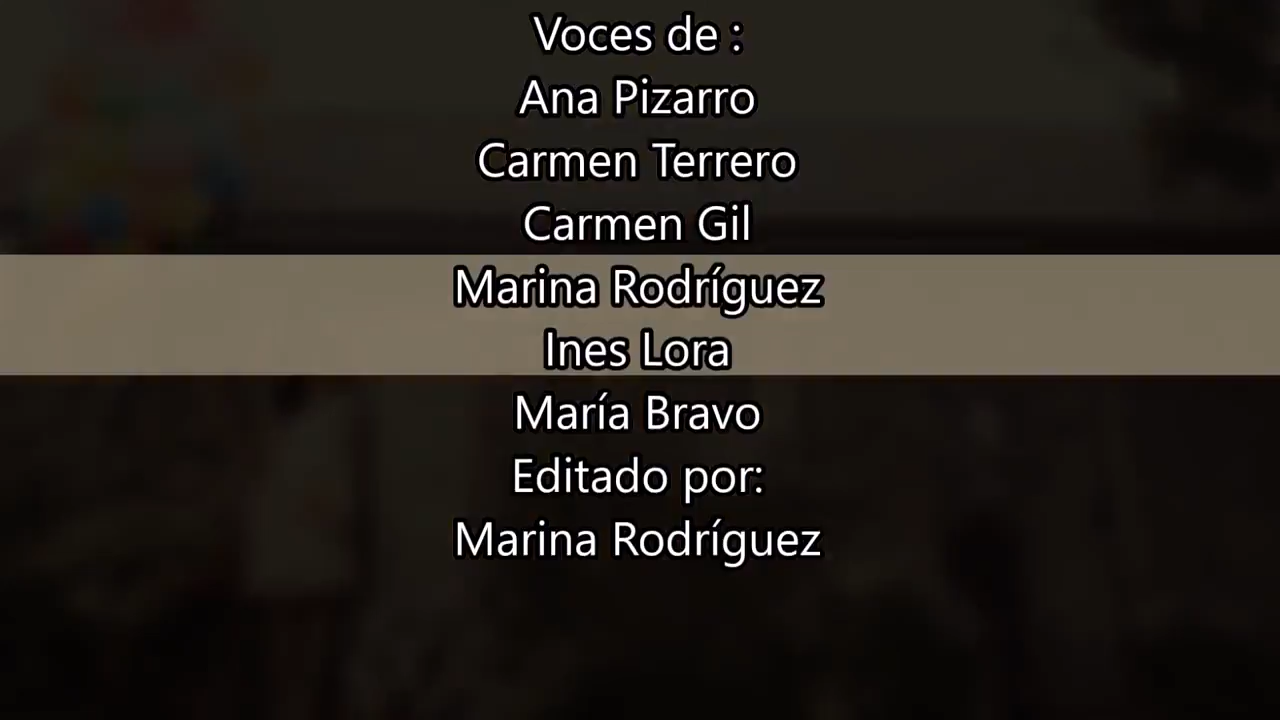 Voces de :
Ana Pizarro
Carmen Terrero
Carmen Gil
Marina Rodríguez
Ines Lora
María Bravo
Editado por:
Marina Rodríguez